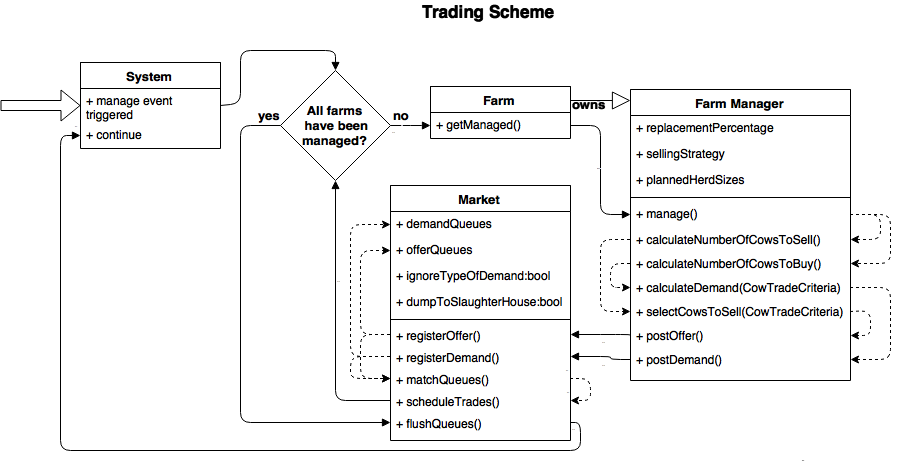 Trading Scheme
System
+ manage event
triggered
+ continue
yes
All farms
have been
managed?
no
Farm
+ getManaged()
owns
Farm Manager
+ replacementPercentage
+ sellingStrategy
+ plannedHerdSizes
+ manage()
+ calculateNumberOfCowsToSell()
+ calculateNumberOfCowsToBuy()
+ calculateDemand(CowTradeCriteria)
+ selectCowsToSell(CowTradeCriteria)
+ postOffer()
+ postDemand()
Market
+ demandQueues
+ offerQueues
+ ignoreTypeOfDemand:bool
+ dumpToSlaughterHouse:bool
+ registerOffer()
+ registerDemand()
+ matchQueues()
+ scheduleTrades()
+ flushQueues()